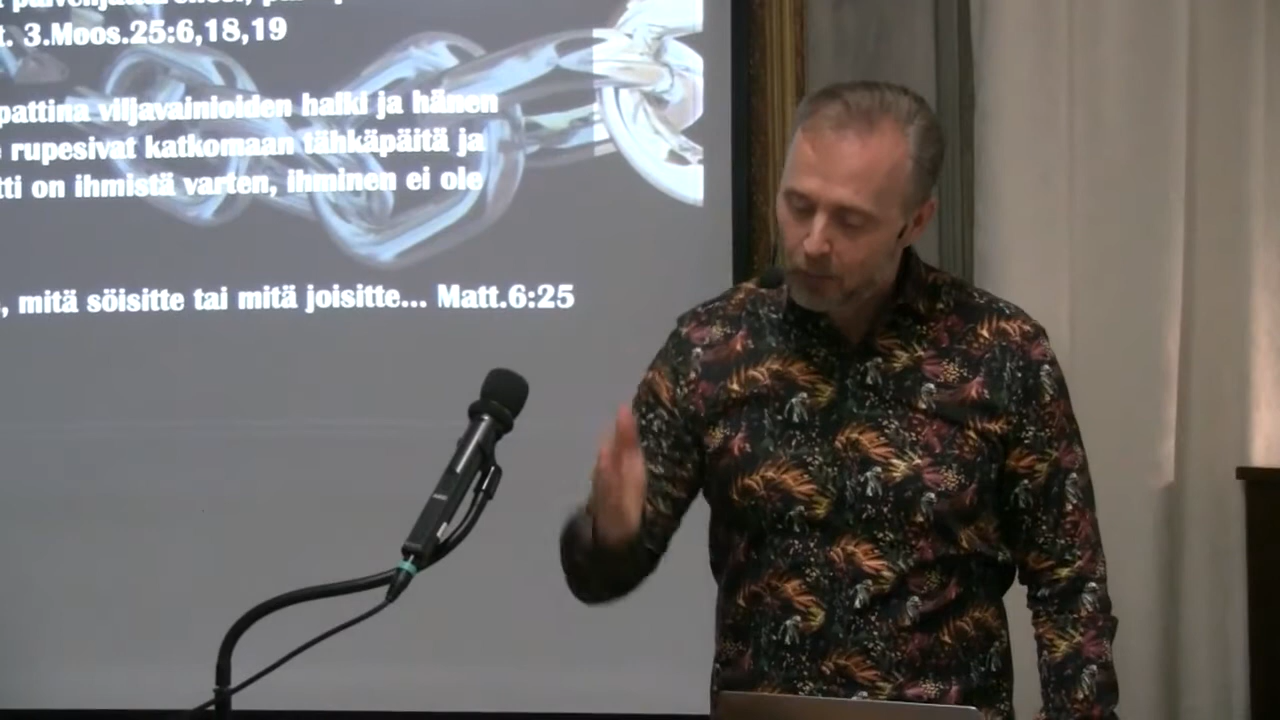 t. 3.Moos.25:6,18,19
pattina viljavainioiden halki ja hänen
rupesivat katkomaan tähkäpäitä ja
tti on ihmistä varten, ihminen ei ole
, mitä söisitte tai mitä joisitte... Matt.6:25